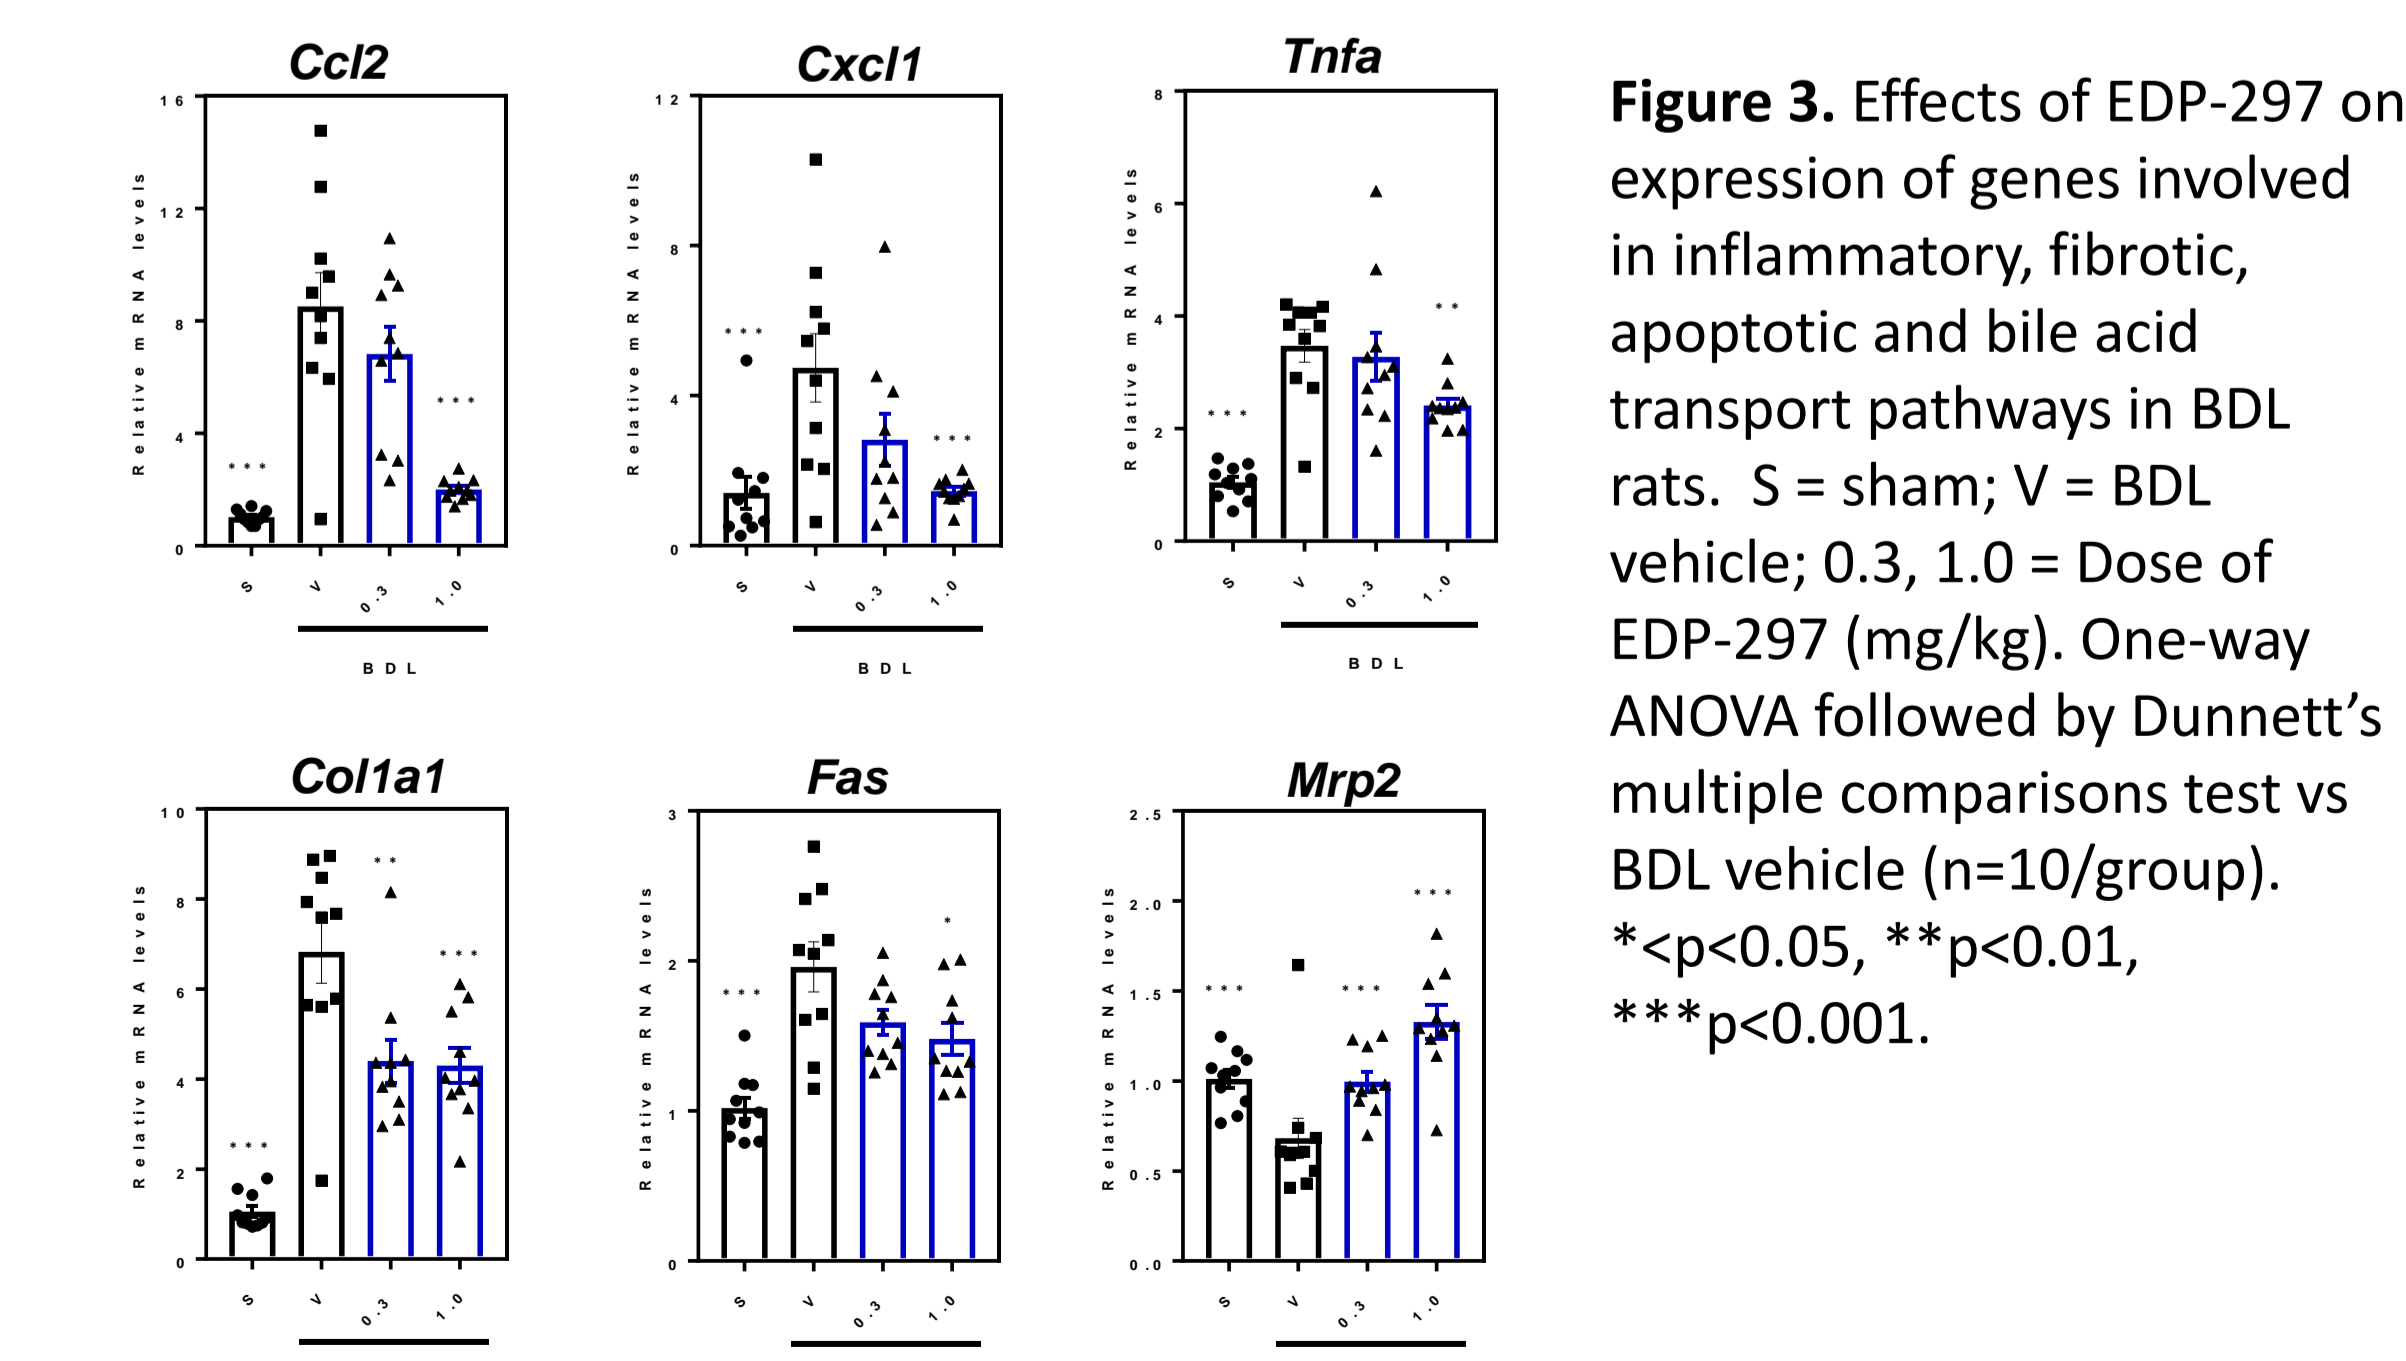 Ccl2
16
12
8
4
0
Relative mRNA levels
***
***
S
V
0.3
1.0
BDL
Cxcl1
12
8
4
0
Relative mRNA levels
***
***
S
V
0.3
1.0
BDL
Tnfa
8
6
4
2
0
Relative mRNA levels
***
**
S
V
0.3
1.0
BDL
Col1a1
10
8
6
4
2
0
Relative mRNA levels
***
**
***
S
V
0.3
1.0
Fas
3
2
1
0
Relative mRNA levels
***
*
S
V
0.3
1.0
Mrp2
2.5
2.0
1.5
1.0
0.5
0.0
Relative mRNA levels
***
***
***
S
V
0.3
1.0
Figure 3. Effects of EDP-297 on
expression of genes involved
in inflammatory, fibrotic,
apoptotic and bile acid
transport pathways in BDL
rats. S = sham; V = BDL
vehicle; 0.3, 1.0 = Dose of
EDP-297 (mg/kg). One-way
ANOVA followed by Dunnett’s
multiple comparisons test vs
BDL vehicle (n=10/group).
*<p<0.05, **p<0.01,
***p<0.001.